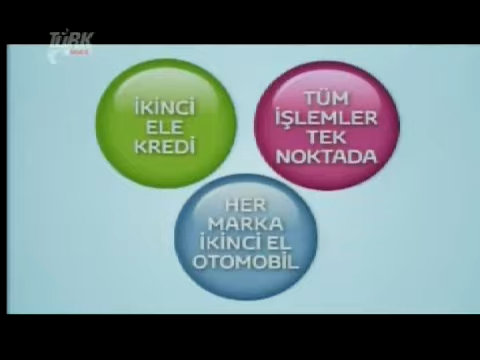 TÜRK
İKİNCİ
ELE
KREDİ
TÜM
İŞLEMLER
TEK
NOKTADA
HER
MARKA
İKİNCİ EL
OTOMOBİL